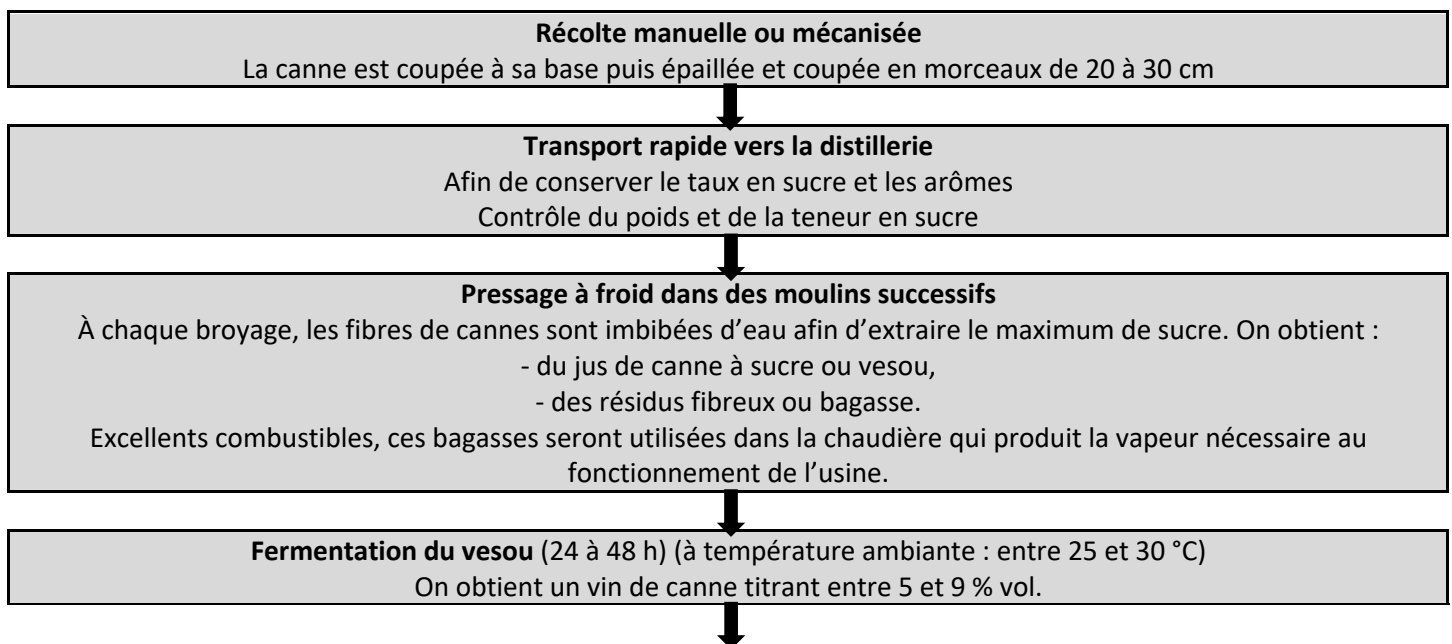 Récolte manuelle ou mécanisée
La canne est coupée à sa base puis épaillée et coupée en morceaux de 20 à 30 cm
Transport rapide vers la distillerie
Afin de conserver le taux en sucre et les arômes
Contrôle du poids et de la teneur en sucre
Pressage à froid dans des moulins successifs
À chaque broyage, les fibres de cannes sont imbibées d’eau afin d’extraire le maximum de sucre. On obtient :
- du jus de canne à sucre ou vesou,
- des résidus fibreux ou bagasse.
Excellents combustibles, ces bagasses seront utilisées dans la chaudière qui produit la vapeur nécessaire au
fonctionnement de l’usine.
Fermentation du vesou (24 à 48 h) (à température ambiante : entre 25 et 30 °C)
On obtient un vin de canne titrant entre 5 et 9 % vol.